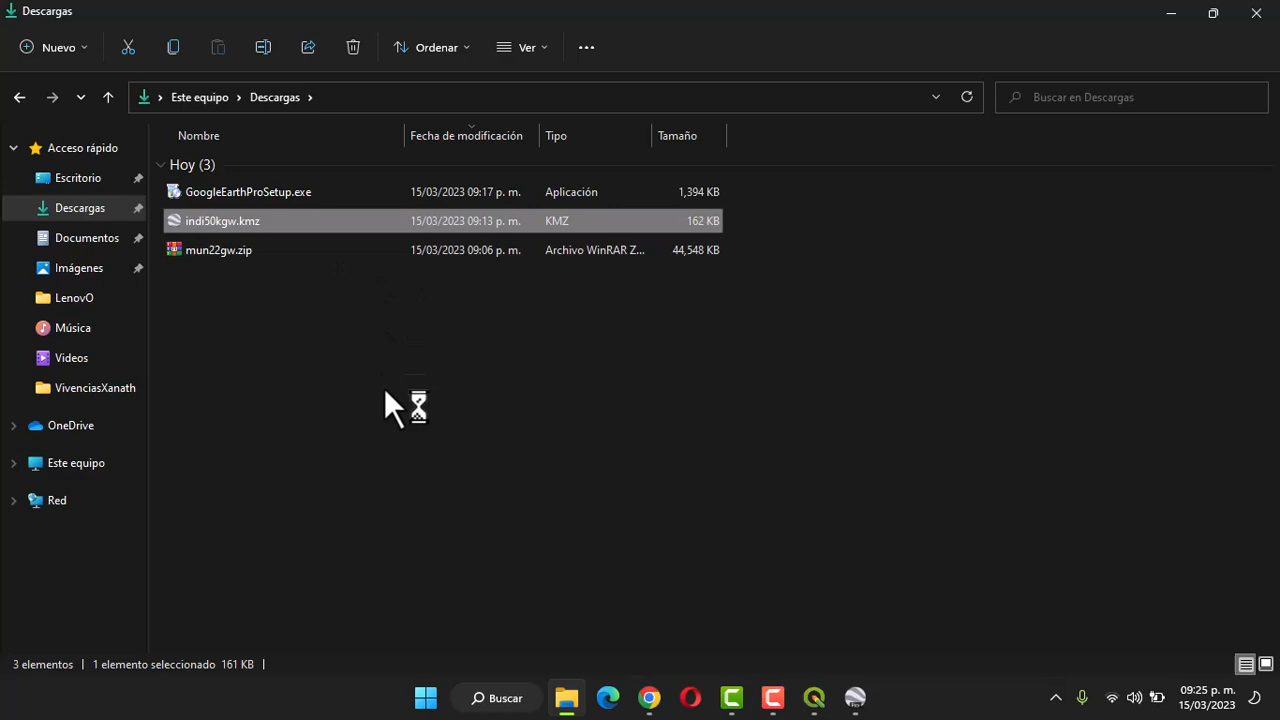 Descargas
Nuevo
Ordenar
Ver
Este equipo > Descargas >
Buscar en Descargas
Nombre Fecha de modificación Tipo Tamaño
Acceso rápido
Escritorio
Descargas
Documentos
Imágenes
LenovO
Música
Videos
VivenciasXanath
OneDrive
Este equipo
Red
Hoy (3)
GoogleEarthProSetup.exe 15/03/2023 09:17 p. m. Aplicación 1,394 KB
indi50kgw.kmz 15/03/2023 09:13 p. m. KMZ 162 KB
mun22gw.zip 15/03/2023 09:06 p. m. Archivo WinRAR Z... 44,548 KB
3 elementos 1 elemento seleccionado 161 KB
Buscar
09:25 p. m.
15/03/2023